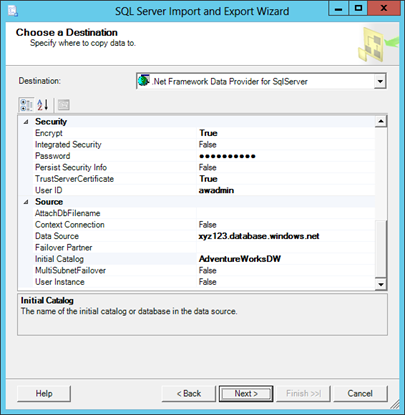 SQL Server Import and Export Wizard
Choose a Destination
Specify where to copy data to.
Destination: .Net Framework Data Provider for SqlServer
Security
Encrypt True
Integrated Security False
Password ●●●●●●●●●●
Persist Security Info False
TrustServerCertificate True
User ID awadmin
Source
AttachDbFilename
Context Connection False
Data Source xyz123.database.windows.net
Failover Partner
Initial Catalog AdventureWorksDW
MultiSubnetFailover False
User Instance False
Initial Catalog
The name of the initial catalog or database in the data source.
Help < Back Next > Finish >>| Cancel